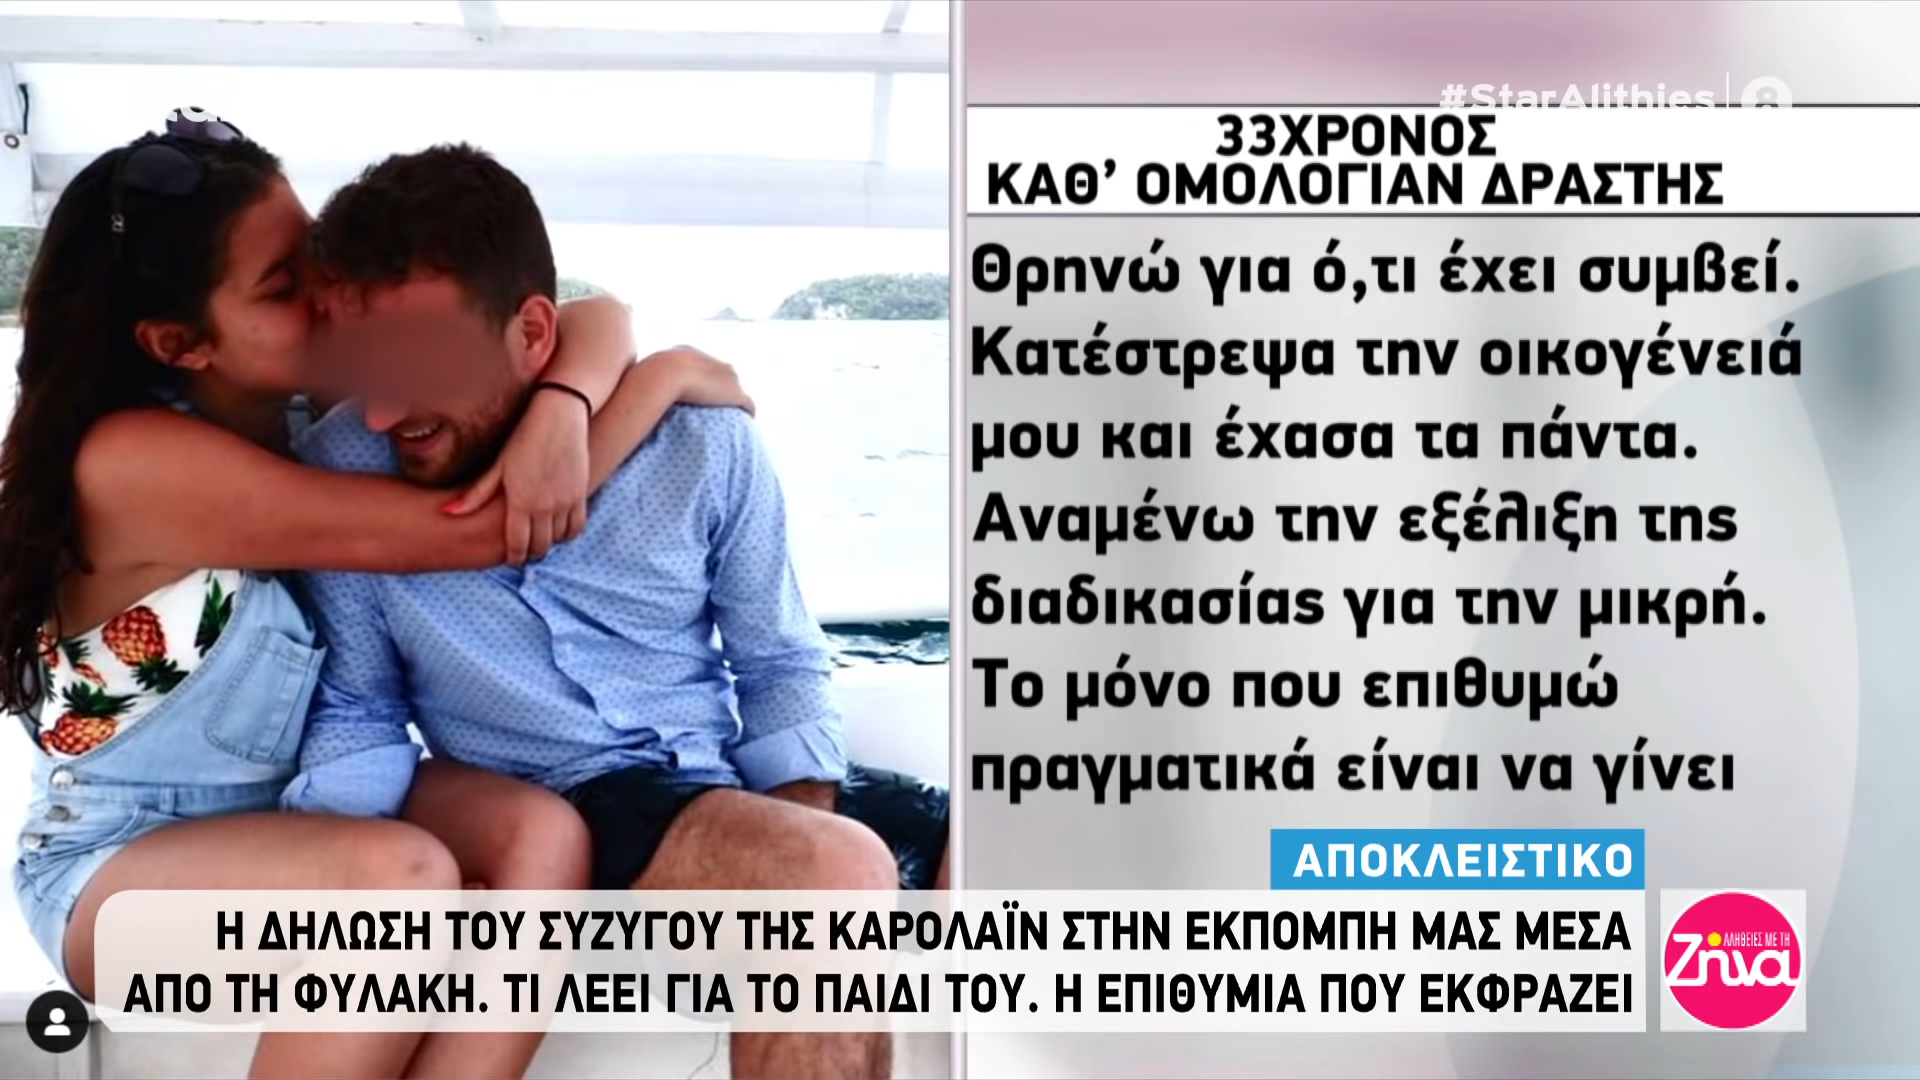 #StarAlithies
8
33ΧΡΟΝΟΣ
ΚΑΘ’ ΟΜΟΛΟΓΙΑΝ ΔΡΑΣΤΗΣ
Θρηνώ για ό,τι έχει συμβεί.
Κατέστρεψα την οικογένειά
μου και έχασα τα πάντα.
Αναμένω την εξέλιξη της
διαδικασίας για την μικρή.
Το μόνο που επιθυμώ
πραγματικά είναι να γίνει
ΑΠΟΚΛΕΙΣΤΙΚΟ
Η ΔΗΛΩΣΗ ΤΟΥ ΣΥΖΥΓΟΥ ΤΗΣ ΚΑΡΟΛΑΪΝ ΣΤΗΝ ΕΚΠΟΜΠΗ ΜΑΣ ΜΕΣΑ
ΑΠΟ ΤΗ ΦΥΛΑΚΗ. ΤΙ ΛΕΕΙ ΓΙΑ ΤΟ ΠΑΙΔΙ ΤΟΥ. Η ΕΠΙΘΥΜΙΑ ΠΟΥ ΕΚΦΡΑΖΕΙ
ΑΛΗΘΕΙΕΣ ΜΕ ΤΗ
Ζήνα